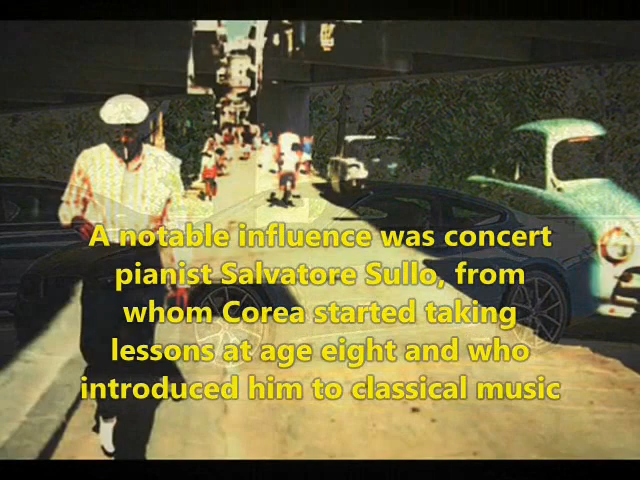 A notable influence was concert
pianist Salvatore Sullo, from
whom Corea started taking
lessons at age eight and who
introduced him to classical music